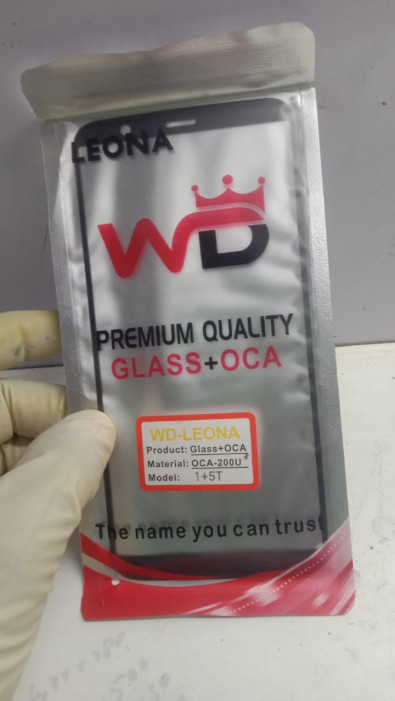 LEONA
WD
PREMIUM QUALITY
GLASS+OCA
WD-LEONA
Product: Glass+OCA
Material: OCA-200U
Model: 1+5T
The name you can trust